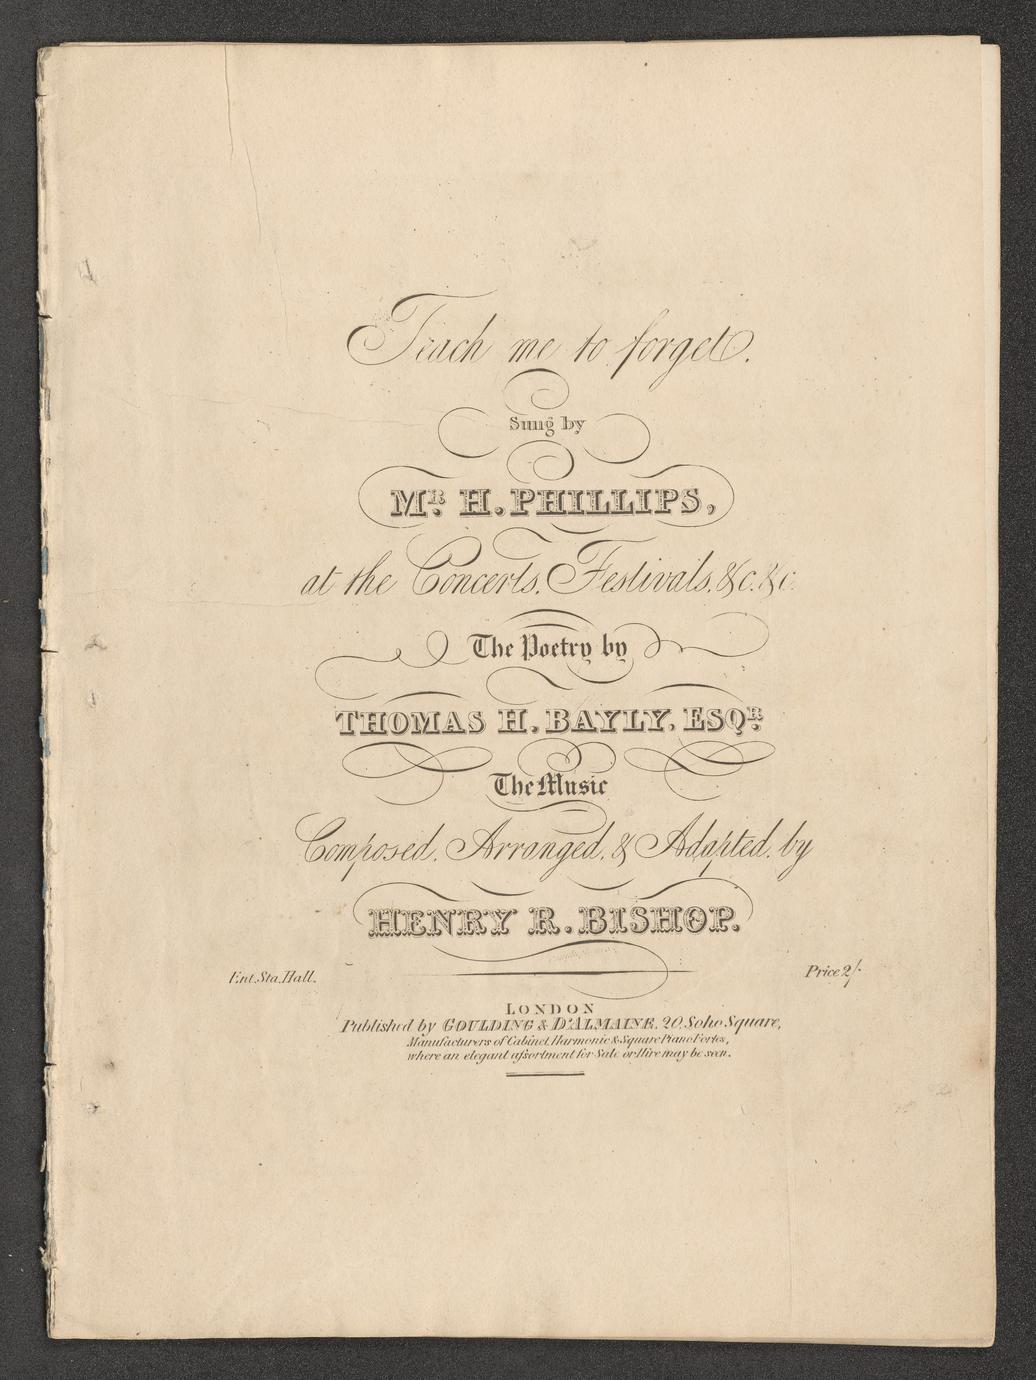 Teach me to forget.
Sung by
MR. H. PHILLIPS,
at the Concerts, Festivals, &c. &c.
The Poetry by
THOMAS H. BAYLY, ESQR.
The Music
Composed, Arranged, & Adapted, by
HENRY R. BISHOP.
Ent. Sta. Hall.
Price 2/-
LONDON
Published by GOULDING & D'ALMAINE, 20, Soho Square,
Manufacturers of Cabinet, Harmonic & Square Piano Fortes,
where an elegant afsortment for Sale or Hire may be seen.